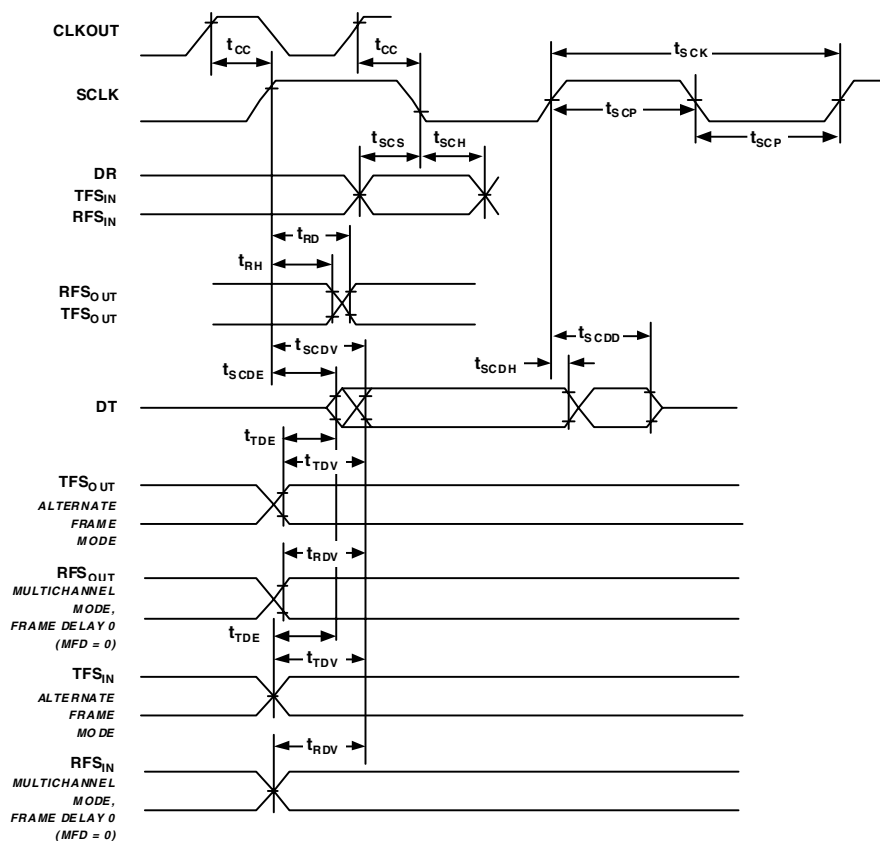 CLKOUT
tCC
tCC
tSCK
SCLK
tSCP
tSCP
tSCS
tSCH
DR
TFSIN
RFSIN
tRD
tRH
RFSOUT
TFSOUT
tSCDV
tSCDD
tSCDE
tSCDH
DT
tTDE
tTDV
TFSOUT
ALTERNATE
FRAME
MODE
tRDV
RFSOUT
MULTICHANNEL
MODE,
FRAME DELAY 0
(MFD = 0)
tTDE
tTDV
TFSIN
ALTERNATE
FRAME
MODE
tRDV
RFSIN
MULTICHANNEL
MODE,
FRAME DELAY 0
(MFD = 0)